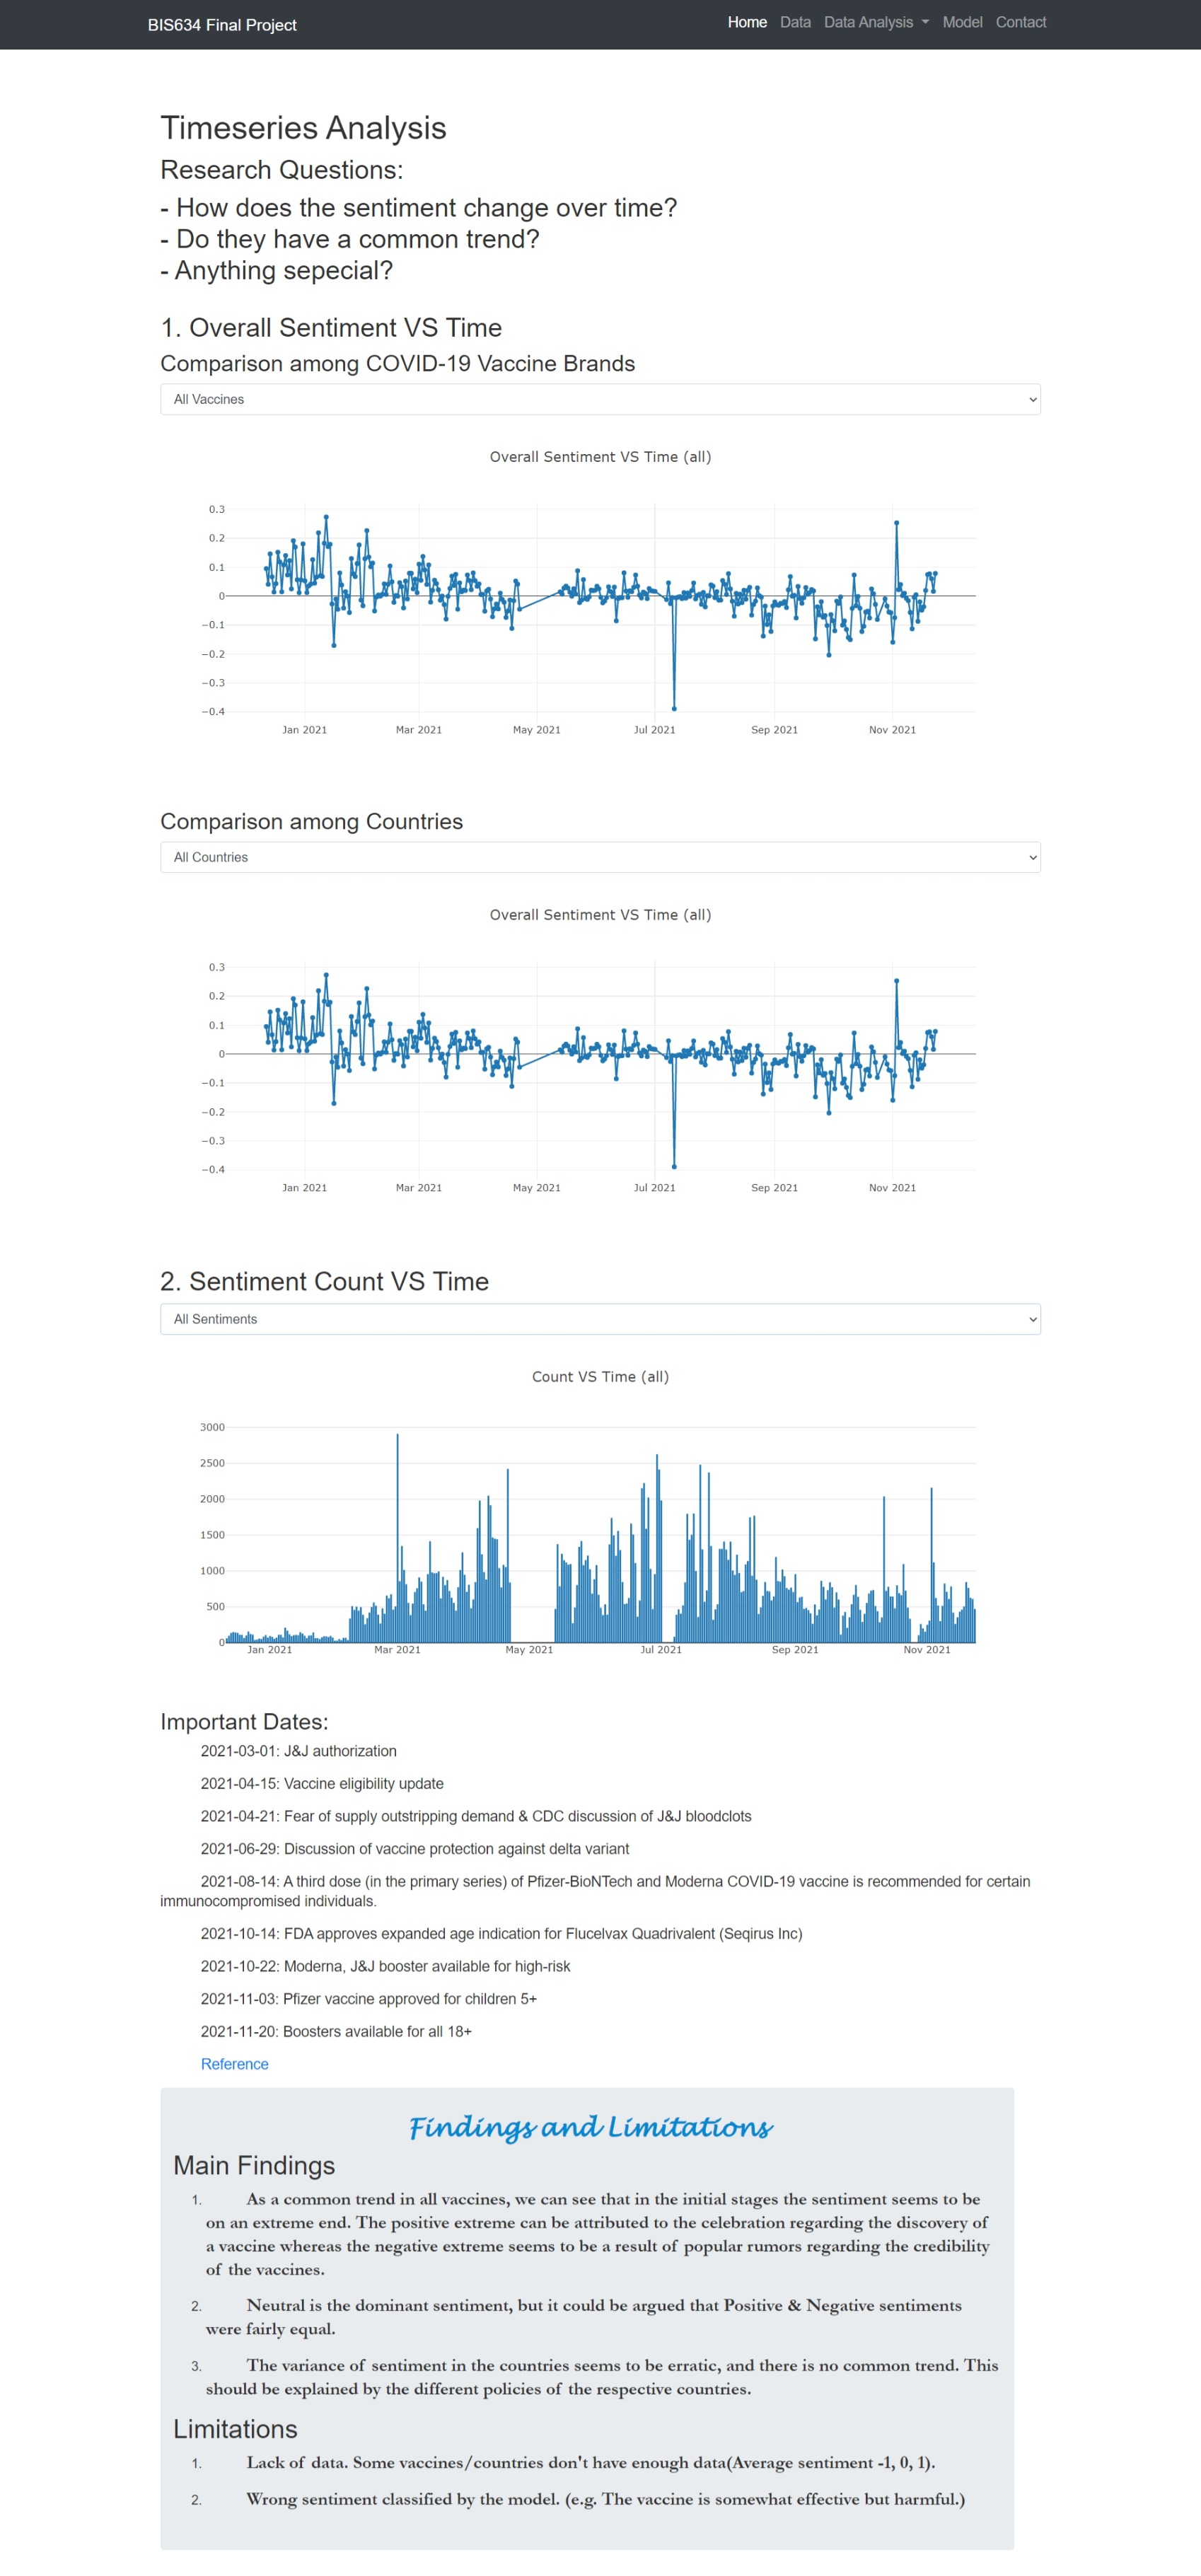 BIS634 Final Project
Home Data Data Analysis Model Contact
Timeseries Analysis
Research Questions:
- How does the sentiment change over time?
- Do they have a common trend?
- Anything sepecial?
1. Overall Sentiment VS Time
Comparison among COVID-19 Vaccine Brands
All Vaccines
Overall Sentiment VS Time (all)
0.3
0.2
0.1
0
−0.1
−0.2
−0.3
−0.4
Jan 2021 Mar 2021 May 2021 Jul 2021 Sep 2021 Nov 2021
Comparison among Countries
All Countries
Overall Sentiment VS Time (all)
0.3
0.2
0.1
0
−0.1
−0.2
−0.3
−0.4
Jan 2021 Mar 2021 May 2021 Jul 2021 Sep 2021 Nov 2021
2. Sentiment Count VS Time
All Sentiments
Count VS Time (all)
3000
2500
2000
1500
1000
500
0
Jan 2021 Mar 2021 May 2021 Jul 2021 Sep 2021 Nov 2021
Important Dates:
2021-03-01: J&J authorization
2021-04-15: Vaccine eligibility update
2021-04-21: Fear of supply outstripping demand & CDC discussion of J&J bloodclots
2021-06-29: Discussion of vaccine protection against delta variant
2021-08-14: A third dose (in the primary series) of Pfizer-BioNTech and Moderna COVID-19 vaccine is recommended for certain
immunocompromised individuals.
2021-10-14: FDA approves expanded age indication for Flucelvax Quadrivalent (Seqirus Inc)
2021-10-22: Moderna, J&J booster available for high-risk
2021-11-03: Pfizer vaccine approved for children 5+
2021-11-20: Boosters available for all 18+
Reference
Findings and Limitations
Main Findings
1. As a common trend in all vaccines, we can see that in the initial stages the sentiment seems to be
on an extreme end. The positive extreme can be attributed to the celebration regarding the discovery of
a vaccine whereas the negative extreme seems to be a result of popular rumors regarding the credibility
of the vaccines.
2. Neutral is the dominant sentiment, but it could be argued that Positive & Negative sentiments
were fairly equal.
3. The variance of sentiment in the countries seems to be erratic, and there is no common trend. This
should be explained by the different policies of the respective countries.
Limitations
1. Lack of data. Some vaccines/countries don't have enough data(Average sentiment -1, 0, 1).
2. Wrong sentiment classified by the model. (e.g. The vaccine is somewhat effective but harmful.)